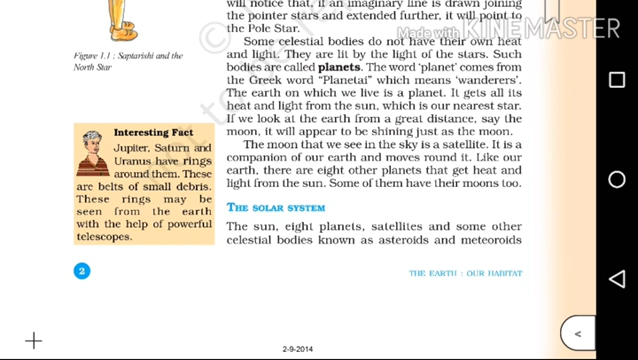 will notice that, if an imaginary line is drawn joining
the pointer stars and extended further, it will point to
the Pole Star.
Made with KINEMASTER
Figure 1.1 : Saptarishi and the
North Star
Some celestial bodies do not have their own heat
and light. They are lit by the light of the stars. Such
bodies are called planets. The word ‘planet’ comes from
the Greek word “Planetai” which means ‘wanderers’.
The earth on which we live is a planet. It gets all its
heat and light from the sun, which is our nearest star.
If we look at the earth from a great distance, say the
moon, it will appear to be shining just as the moon.
The moon that we see in the sky is a satellite. It is a
companion of our earth and moves round it. Like our
earth, there are eight other planets that get heat and
light from the sun. Some of them have their moons too.
Interesting Fact
Jupiter, Saturn and
Uranus have rings
around them. These
are belts of small debris.
These rings may be
seen from the earth
with the help of powerful
telescopes.
THE SOLAR SYSTEM
The sun, eight planets, satellites and some other
celestial bodies known as asteroids and meteoroids
2
THE EARTH : OUR HABITAT
2-9-2014